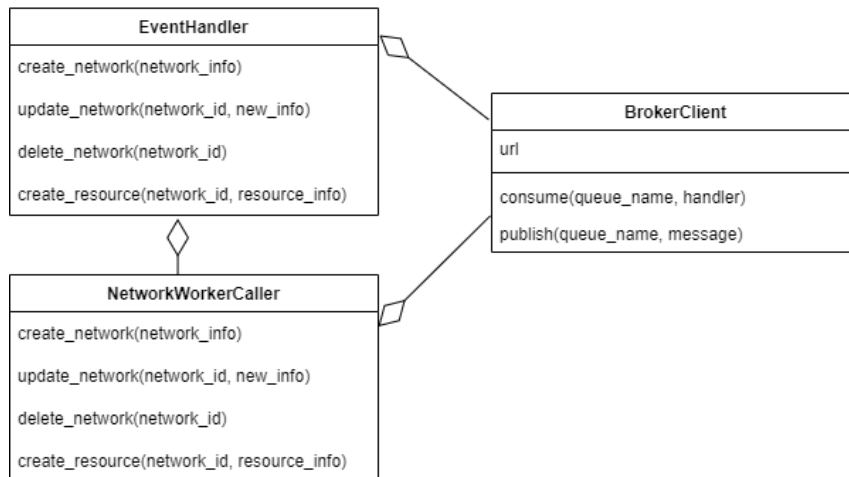 EventHandler
create_network(network_info)
update_network(network_id, new_info)
delete_network(network_id)
create_resource(network_id, resource_info)
BrokerClient
url
consume(queue_name, handler)
publish(queue_name, message)
NetworkWorkerCaller
create_network(network_info)
update_network(network_id, new_info)
delete_network(network_id)
create_resource(network_id, resource_info)